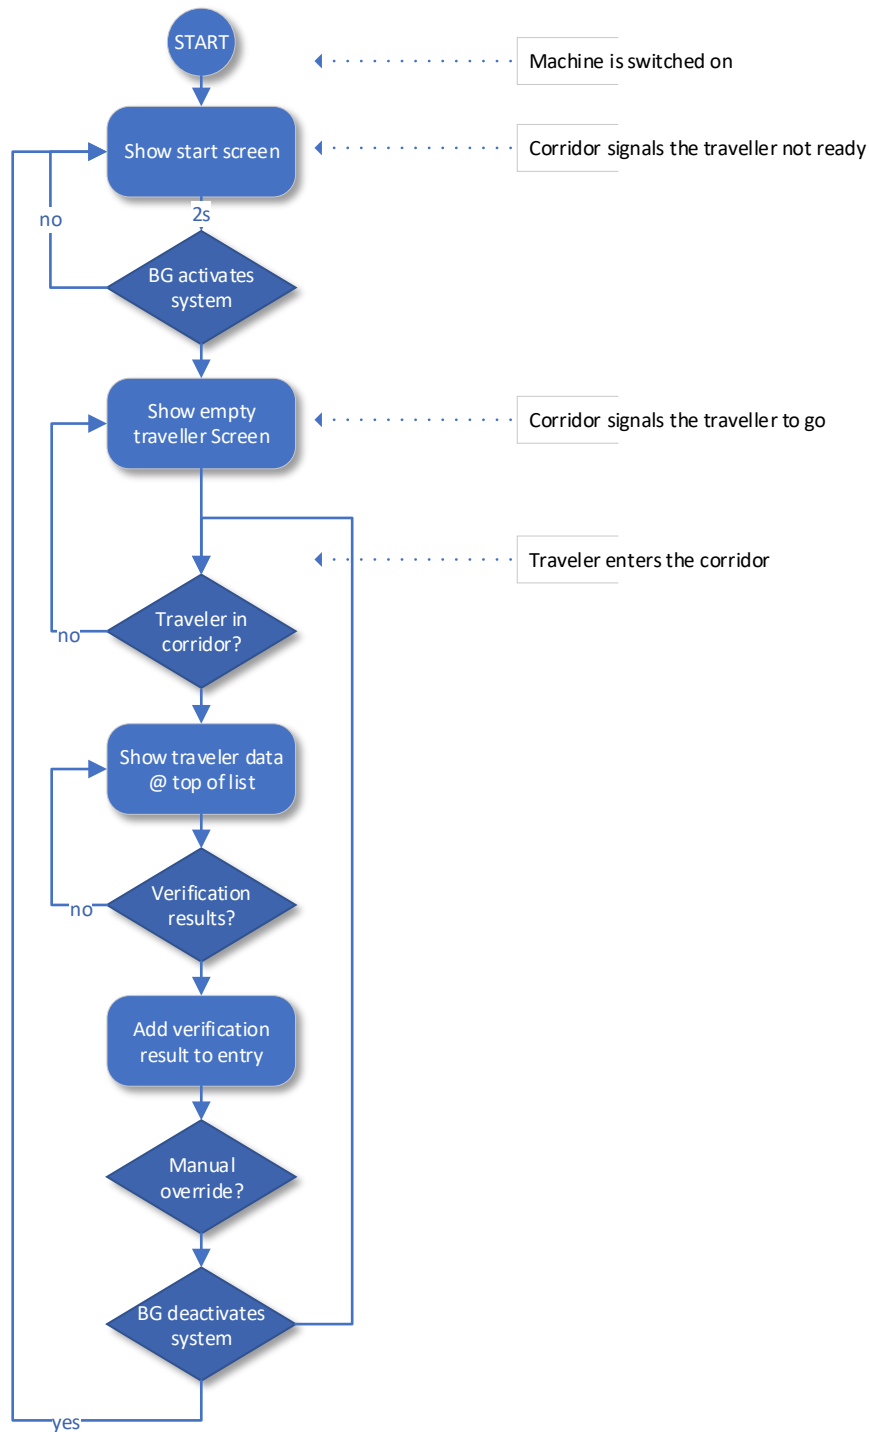 START
Machine is switched on
Show start screen
Corridor signals the traveller not ready
2s
no
BG activates
system
Show empty
traveller Screen
Corridor signals the traveller to go
Traveler enters the corridor
Traveler in
corridor?
no
Show traveler data
@ top of list
Verification
results?
no
Add verification
result to entry
Manual
override?
BG deactivates
system
yes